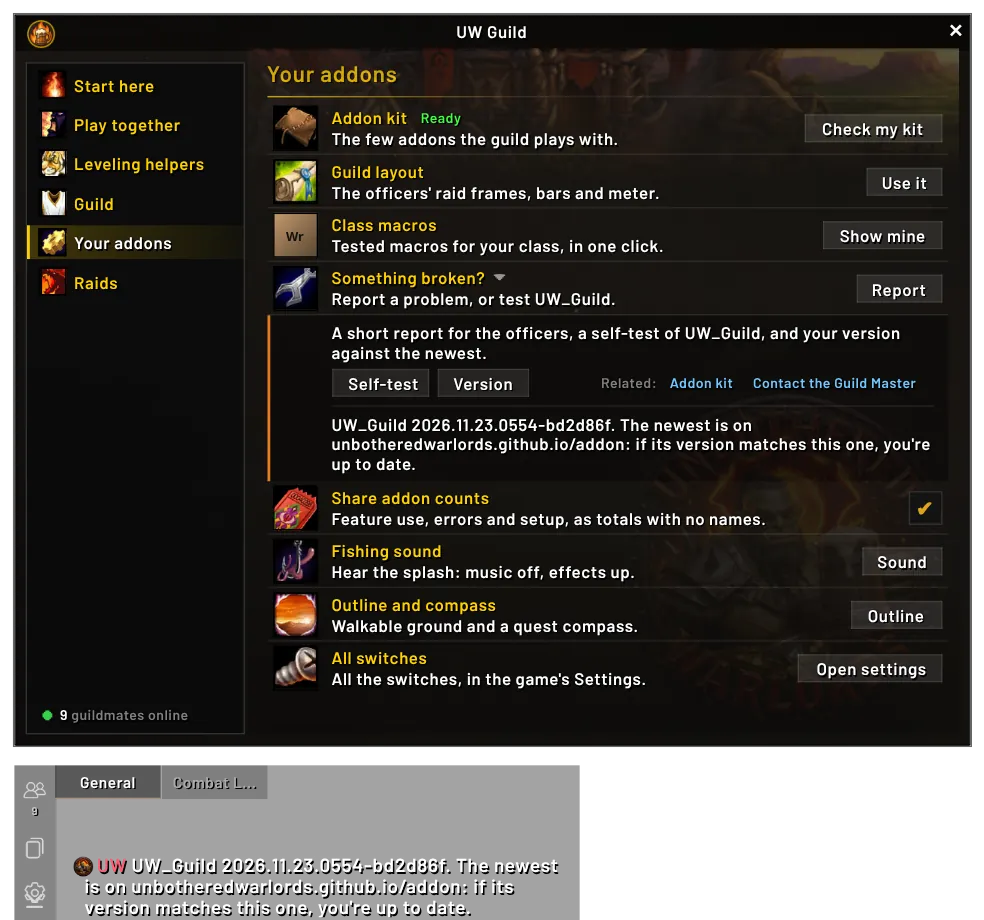 UW Guild
Start here
Play together
Leveling helpers
Guild
Your addons
Raids
9 guildmates online
Your addons
Addon kit Ready
The few addons the guild plays with.
Check my kit
Guild layout
The officers' raid frames, bars and meter.
Use it
Wr
Class macros
Tested macros for your class, in one click.
Show mine
Something broken?
Report a problem, or test UW_Guild.
Report
A short report for the officers, a self-test of UW_Guild, and your version
against the newest.
Self-test Version Related: Addon kit Contact the Guild Master
UW_Guild 2026.11.23.0554-bd2d86f. The newest is on
unbotheredwarlords.github.io/addon: if its version matches this one, you're
up to date.
Share addon counts
Feature use, errors and setup, as totals with no names.
Fishing sound
Hear the splash: music off, effects up.
Sound
Outline and compass
Walkable ground and a quest compass.
Outline
All switches
All the switches, in the game's Settings.
Open settings
General Combat L...
9
UW UW_Guild 2026.11.23.0554-bd2d86f. The newest
is on unbotheredwarlords.github.io/addon: if its
version matches this one, you're up to date.